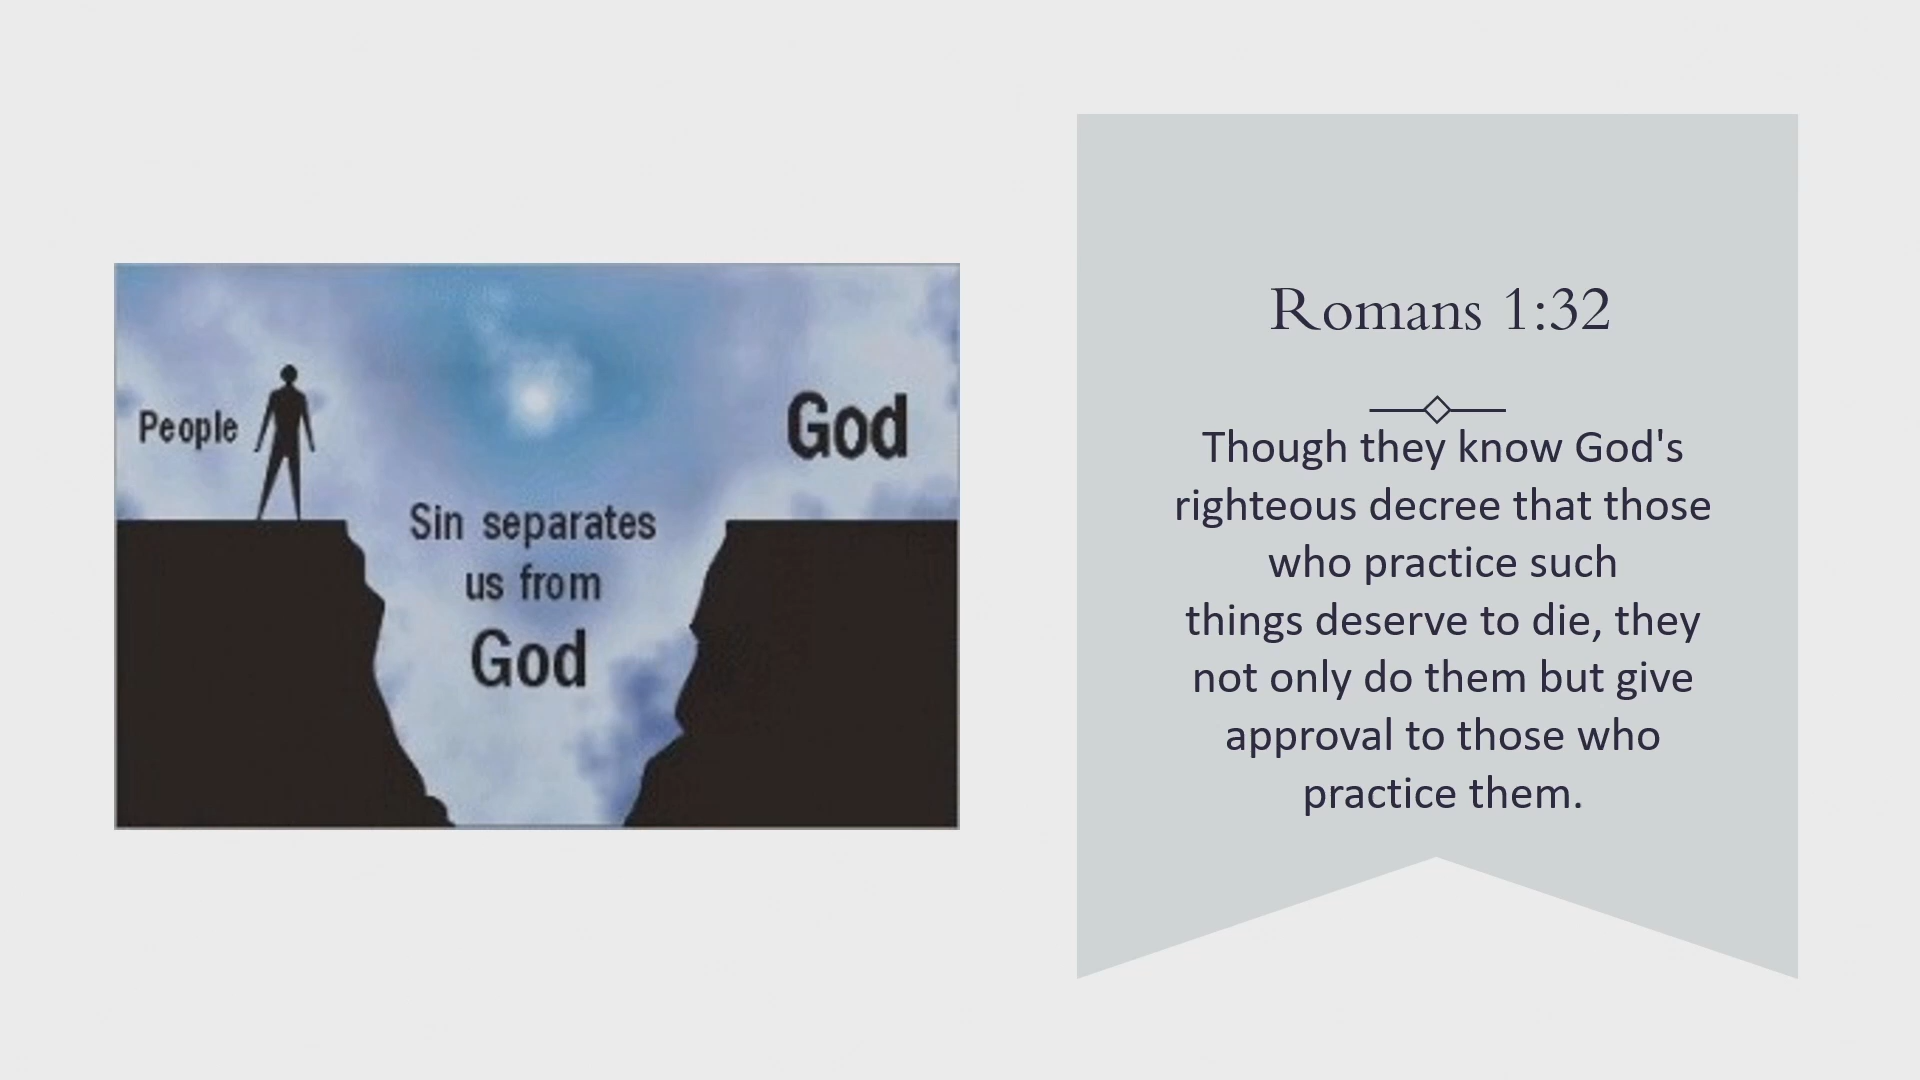 People
God
Sin separates
us from
God
Romans 1:32
Though they know God's
righteous decree that those
who practice such
things deserve to die, they
not only do them but give
approval to those who
practice them.